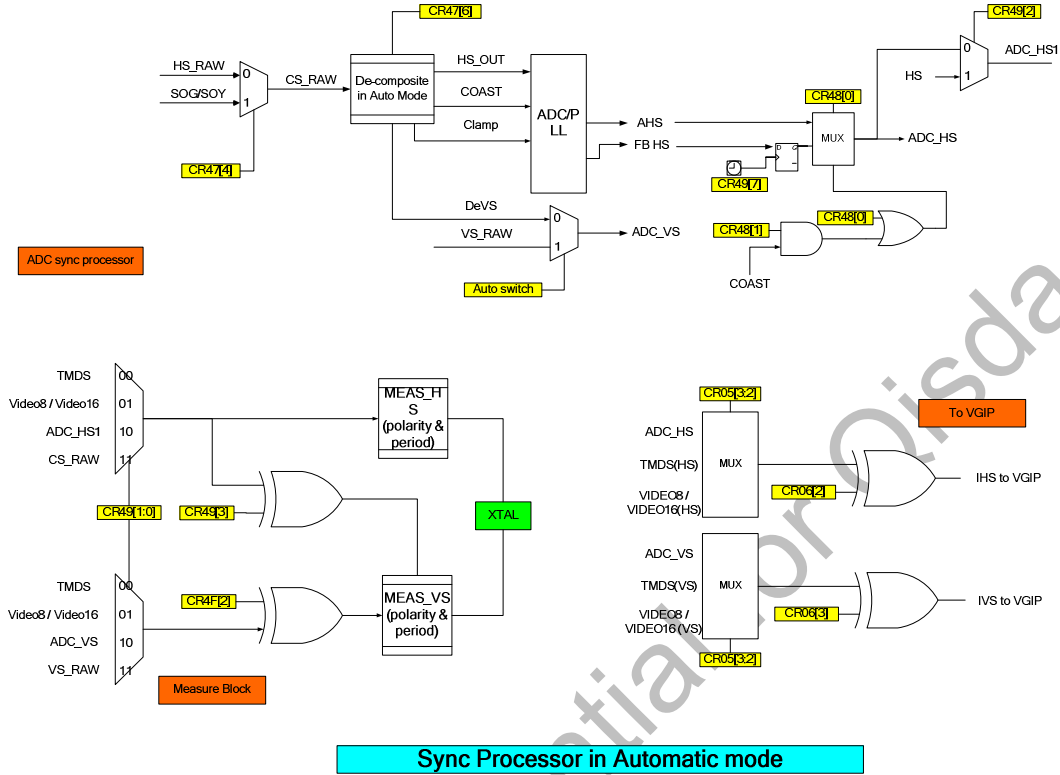 CR47[6]
CR49[2]
HS_RAW
0
CS_RAW
SOG/SOY
1
CR47[4]
De-composite
in Auto Mode
HS_OUT
COAST
Clamp
ADC/P
LL
AHS
FB HS
CR49[7]
D
CR48[0]
MUX
ADC_HS
HS
0
1
ADC_HS1
DeVS
0
VS_RAW
1
ADC_VS
Auto switch
CR48[0]
CR48[1]
COAST
ADC sync processor
TMDS
00
Video8 / Video16
01
ADC_HS1
10
CS_RAW
11
CR49[1:0]
CR49[3]
MEAS_H
S
(polarity &
period)
XTAL
TMDS
00
Video8 / Video16
01
ADC_VS
10
VS_RAW
11
CR4F[2]
MEAS_VS
(polarity &
period)
Measure Block
CR05[3:2]
ADC_HS
TMDS(HS)
MUX
VIDEO8 /
VIDEO16(HS)
CR06[2]
IHS to VGIP
To VGIP
ADC_VS
TMDS(VS)
MUX
VIDEO8 /
VIDEO16 (VS)
CR06[3]
IVS to VGIP
CR05[3:2]
Sync Processor in Automatic mode
ntial for Qisda